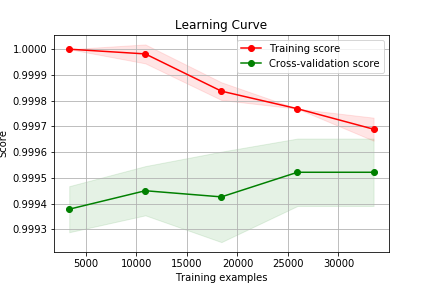 Learning Curve
Training score
Cross-validation score
1.0000
0.9999
0.9998
0.9997
0.9996
0.9995
0.9994
0.9993
Score
5000 10000 15000 20000 25000 30000
Training examples